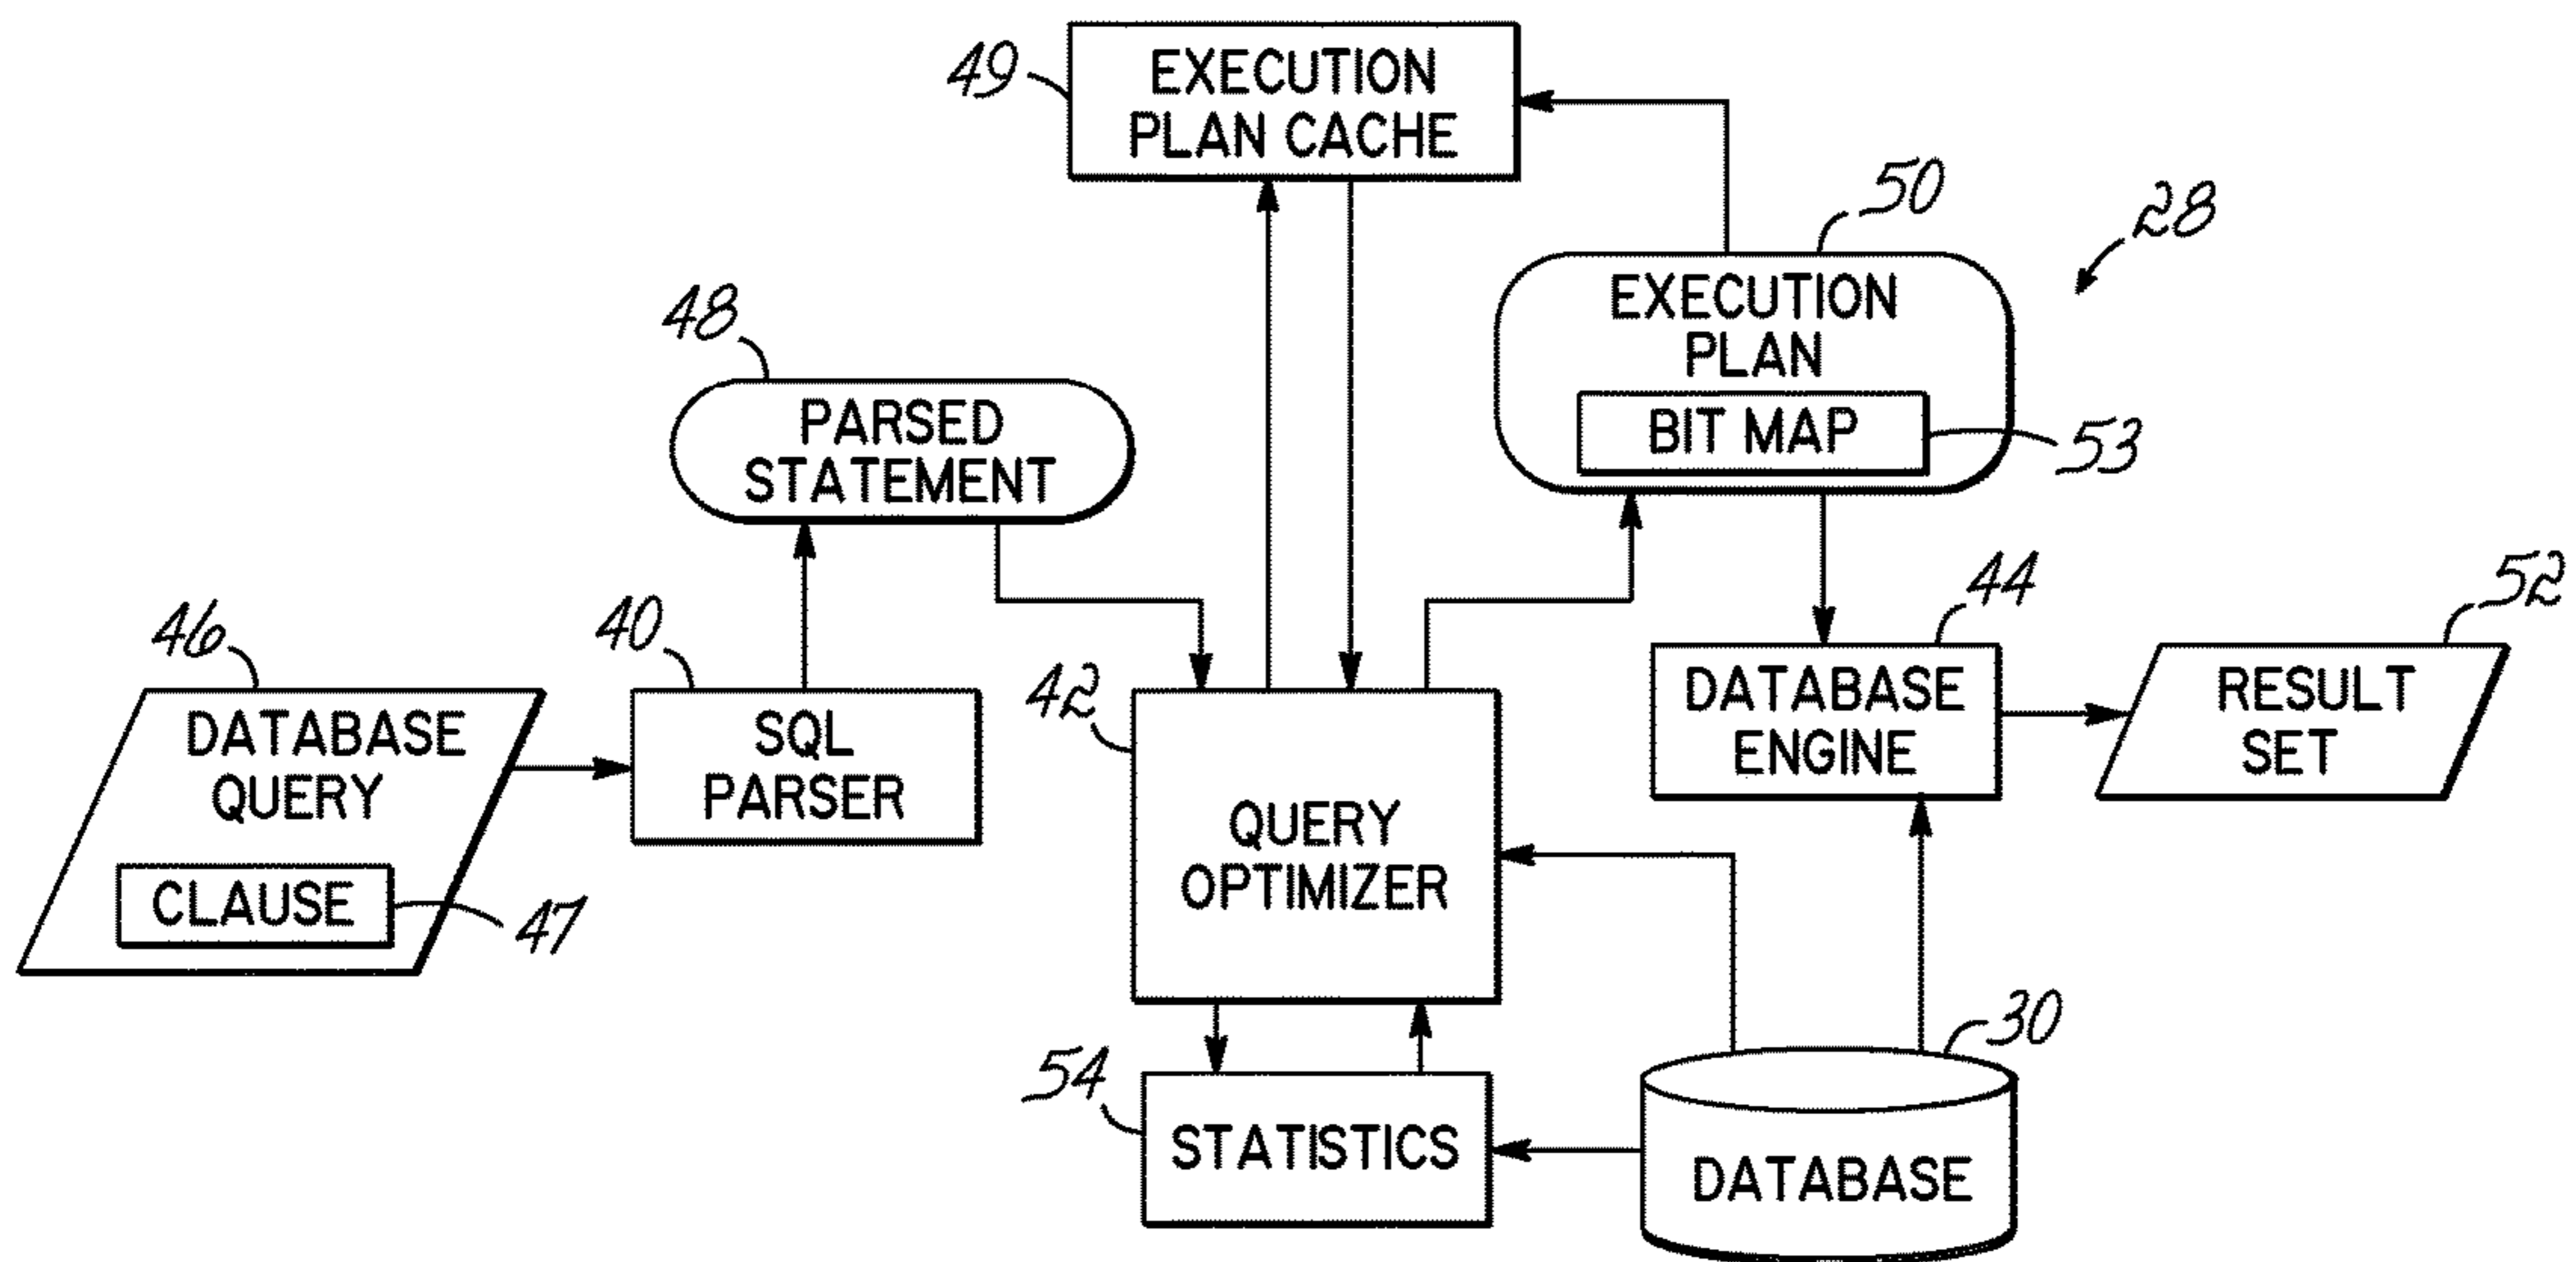 49
EXECUTION
PLAN CACHE
50
28
EXECUTION
PLAN
BIT MAP
53
48
PARSED
STATEMENT
46
DATABASE
QUERY
CLAUSE
47
40
SQL
PARSER
42
QUERY
OPTIMIZER
44
DATABASE
ENGINE
52
RESULT
SET
54
STATISTICS
30
DATABASE